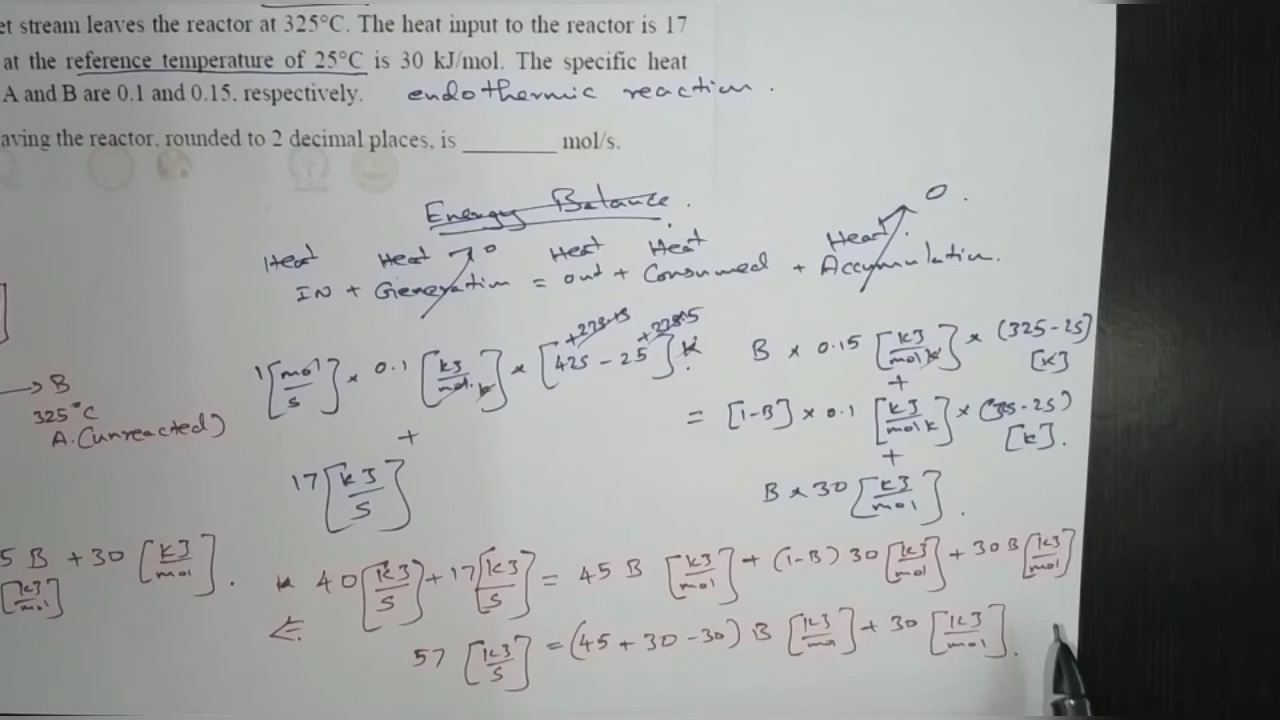 et stream leaves the reactor at 325°C. The heat input to the reactor is 17
at the reference temperature of 25°C is 30 kJ/mol. The specific heat
A and B are 0.1 and 0.15, respectively. endothermic reaction.
aving the reactor, rounded to 2 decimal places, is ________ mol/s.
Energy Balance.
Heat Heat 0 Heat Heat Heat 0.
IN + Generation = out + Consumed + Accumulation.
1[mol/s] × 0.1 [kJ/mol.k] × [425 - 25] k. B × 0.15 [kJ/mol k] × (325-25) [k]
+
→ B
325°C
A.(unreacted)
= [1-B] × 0.1 [kJ/mol k] × (35-25) [k].
+
+
17 [kJ/s]
B × 30 [kJ/mol].
5 B + 30 [kJ/mol].
[kJ/mol]
40 [kJ/s] + 17 [kJ/s] = 45 B [kJ/mol] + (1-B) 30 [kJ/mol] + 30 B [kJ/mol]
57 [kJ/s] = (45 + 30 - 30) B [kJ/mo] + 30 [kJ/mol].